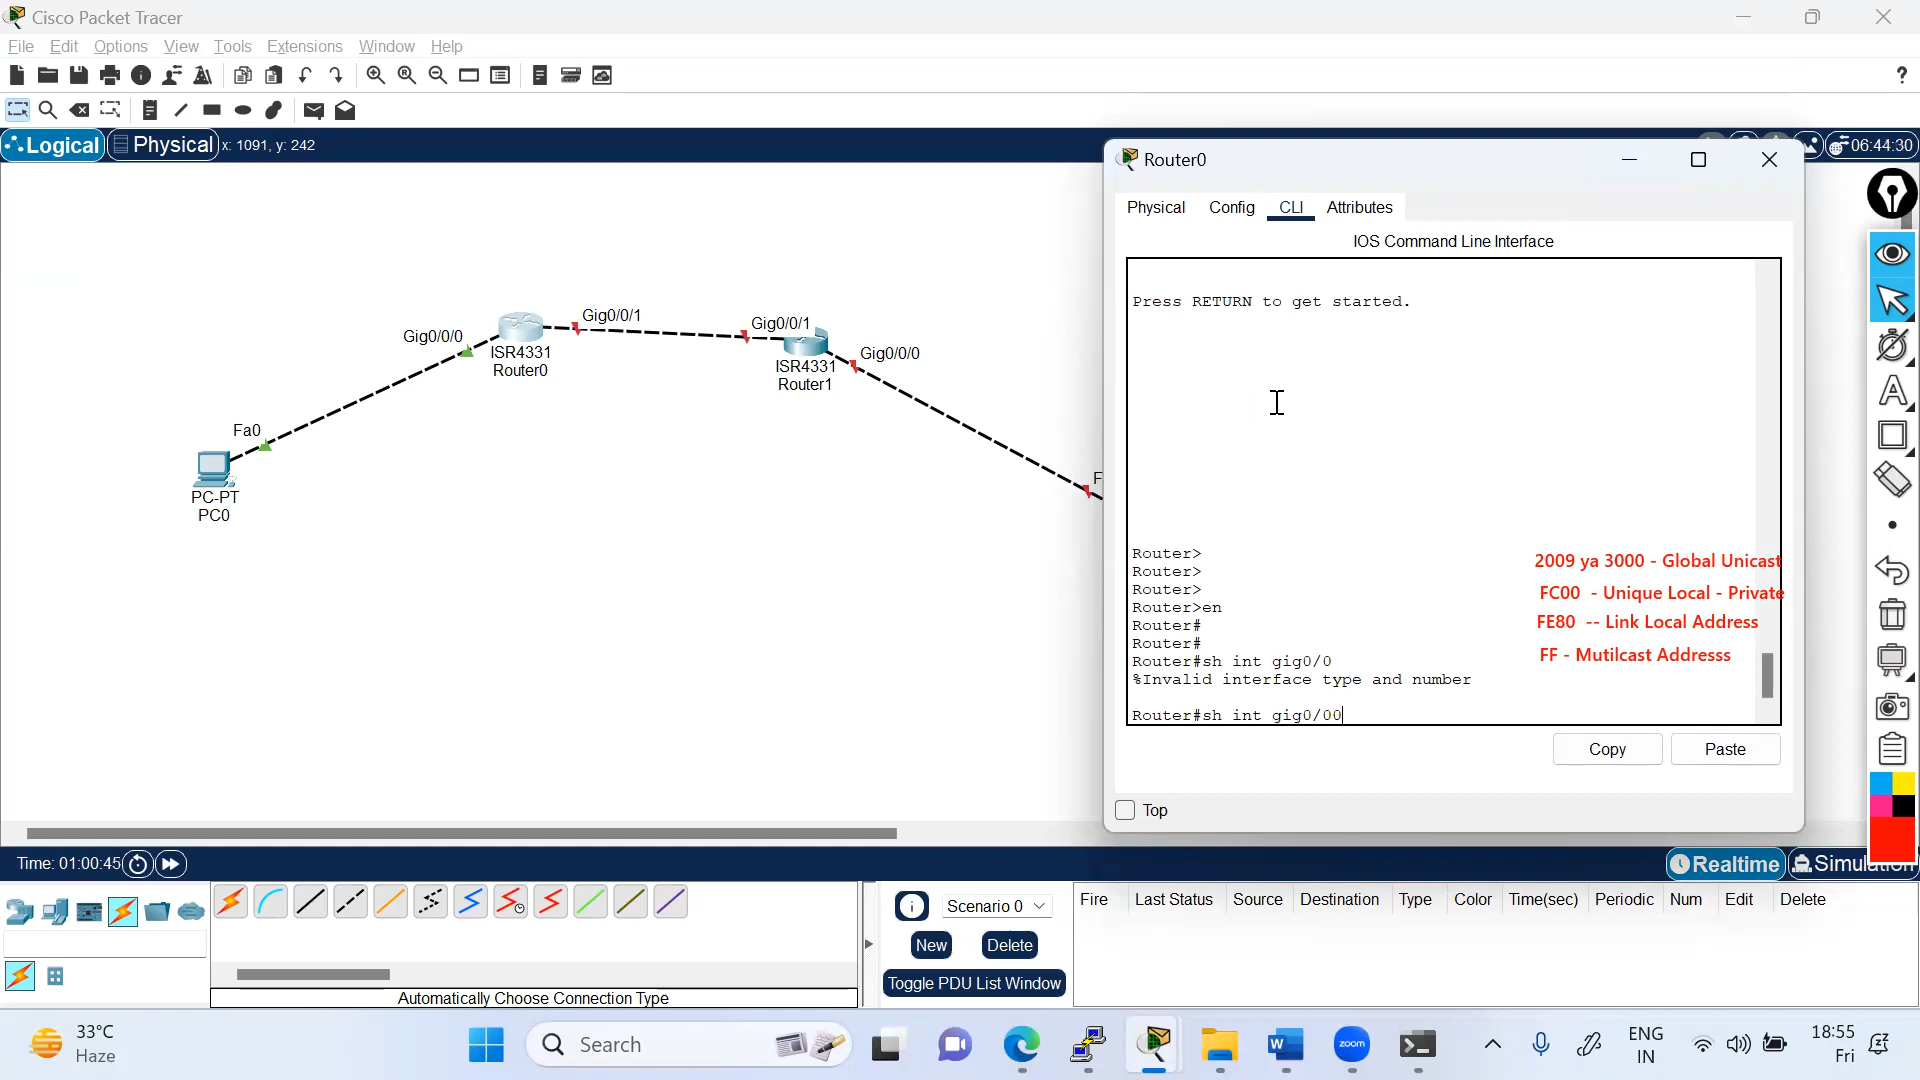 Cisco Packet Tracer
File Edit Options View Tools Extensions Window Help
?
Logical Physical x: 1091, y: 242
06:44:30
Router0
Physical Config CLI Attributes
IOS Command Line Interface
Press RETURN to get started.
Gig0/0/1
Gig0/0/1
Gig0/0/0
ISR4331
Router0
Gig0/0/0
ISR4331
Router1
Fa0
F
PC-PT
PC0
Router>
Router>
Router>
Router>en
Router#
Router#
Router#sh int gig0/0
%Invalid interface type and number
Router#sh int gig0/00
2009 ya 3000 - Global Unicast
FC00 - Unique Local - Private
FE80 -- Link Local Address
FF - Mutilcast Addresss
Copy Paste
Top
Time: 01:00:45
Realtime Simulation
Scenario 0
New Delete
Toggle PDU List Window
Fire Last Status Source Destination Type Color Time(sec) Periodic Num Edit Delete
Automatically Choose Connection Type
33°C
Haze
Search
zoom
ENG
IN
18:55
Fri